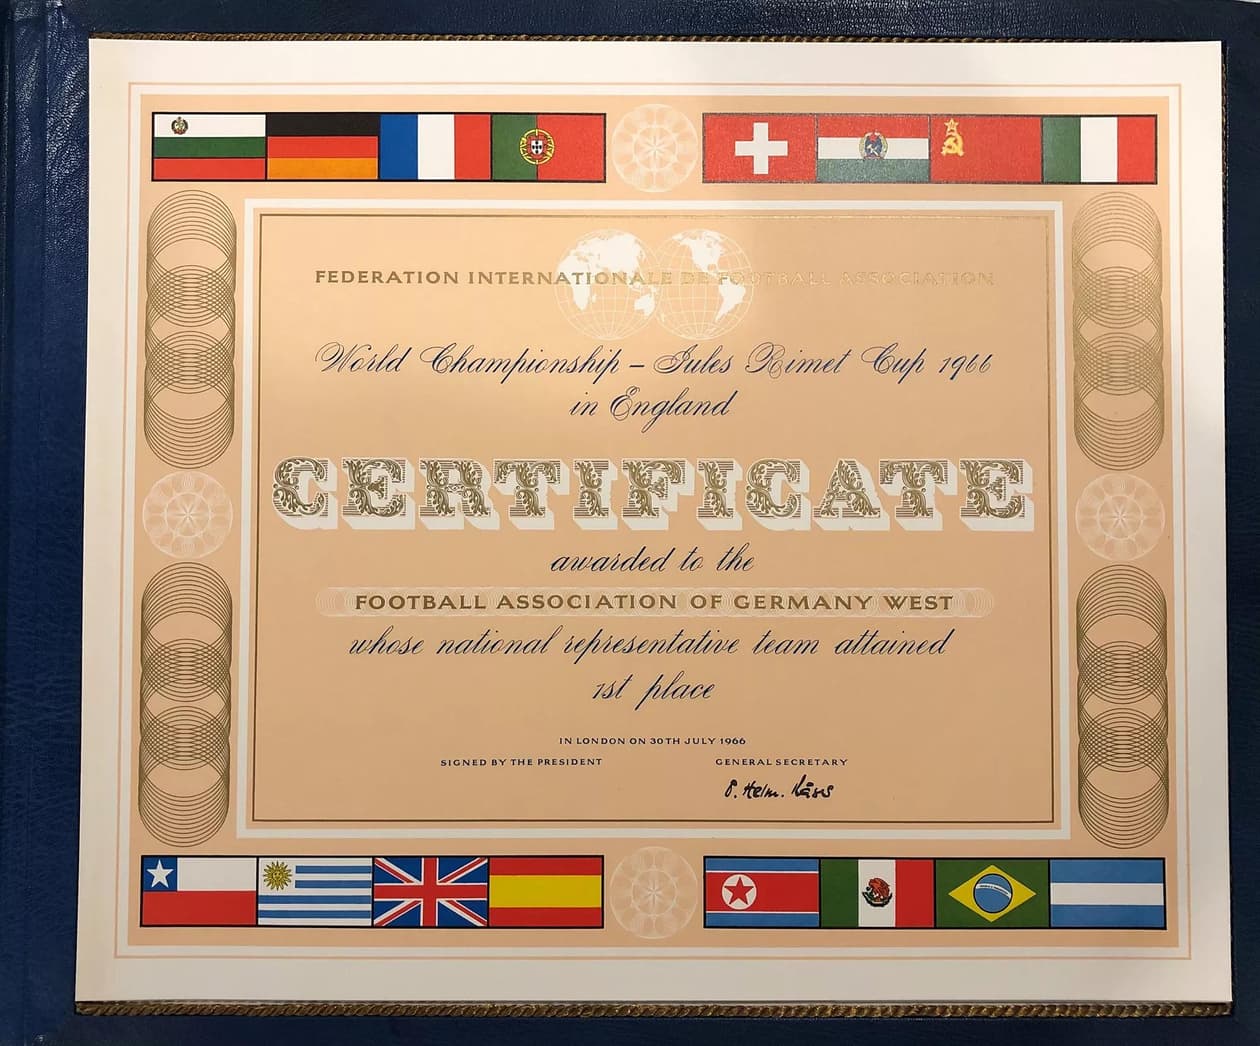 FEDERATION INTERNATIONALE DE FOOTBALL ASSOCIATION
World Championship – Jules Rimet Cup 1966
in England
CERTIFICATE
awarded to the
FOOTBALL ASSOCIATION OF GERMANY WEST
whose national representative team attained
1st place
IN LONDON ON 30TH JULY 1966
SIGNED BY THE PRESIDENT GENERAL SECRETARY